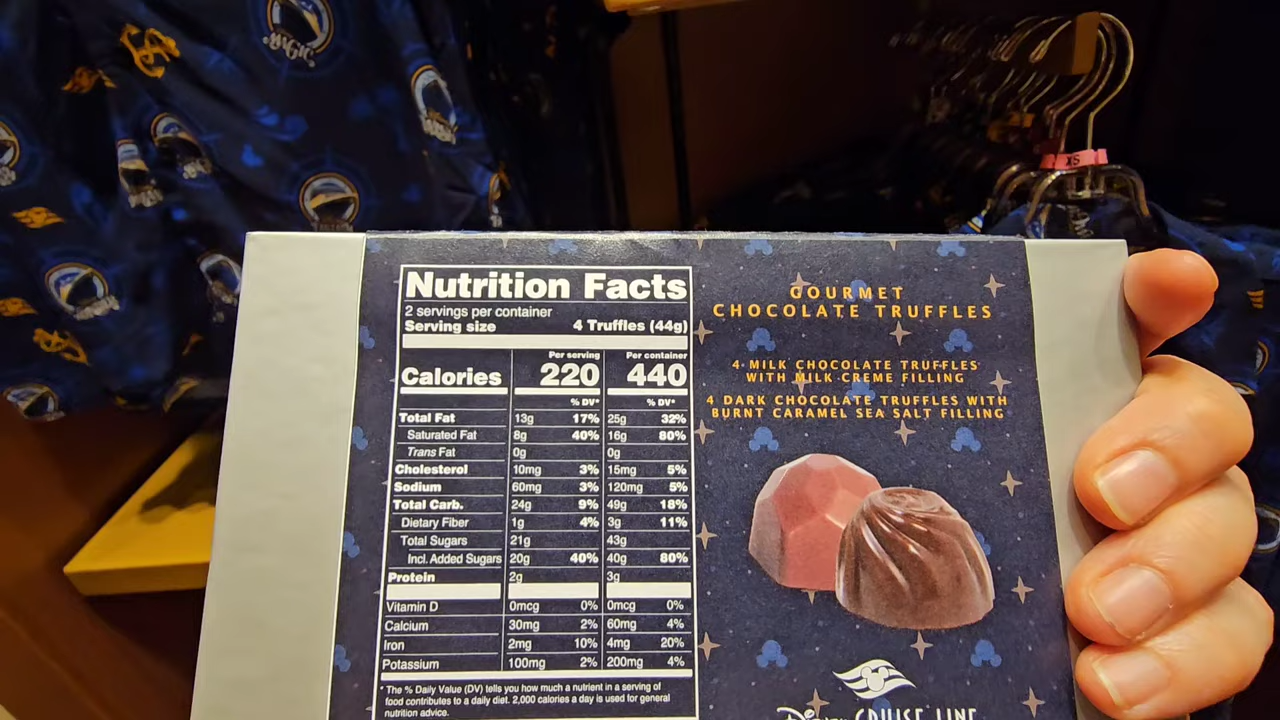 MAGIC
XS
Nutrition Facts
2 servings per container
Serving size 4 Truffles (44g)
Per serving Per container
Calories 220 440
% DV* % DV*
Total Fat 13g 17% 25g 32%
Saturated Fat 8g 40% 16g 80%
Trans Fat 0g 0g
Cholesterol 10mg 3% 15mg 5%
Sodium 60mg 3% 120mg 5%
Total Carb. 24g 9% 49g 18%
Dietary Fiber 1g 4% 3g 11%
Total Sugars 21g 43g
Incl. Added Sugars 20g 40% 40g 80%
Protein 2g 3g
Vitamin D 0mcg 0% 0mcg 0%
Calcium 30mg 2% 60mg 4%
Iron 2mg 10% 4mg 20%
Potassium 100mg 2% 200mg 4%
* The % Daily Value (DV) tells you how much a nutrient in a serving of
food contributes to a daily diet. 2,000 calories a day is used for general
nutrition advice.
GOURMET
CHOCOLATE TRUFFLES
4 MILK CHOCOLATE TRUFFLES
WITH MILK CREME FILLING
4 DARK CHOCOLATE TRUFFLES WITH
BURNT CARAMEL SEA SALT FILLING
Disney CRUISE LINE